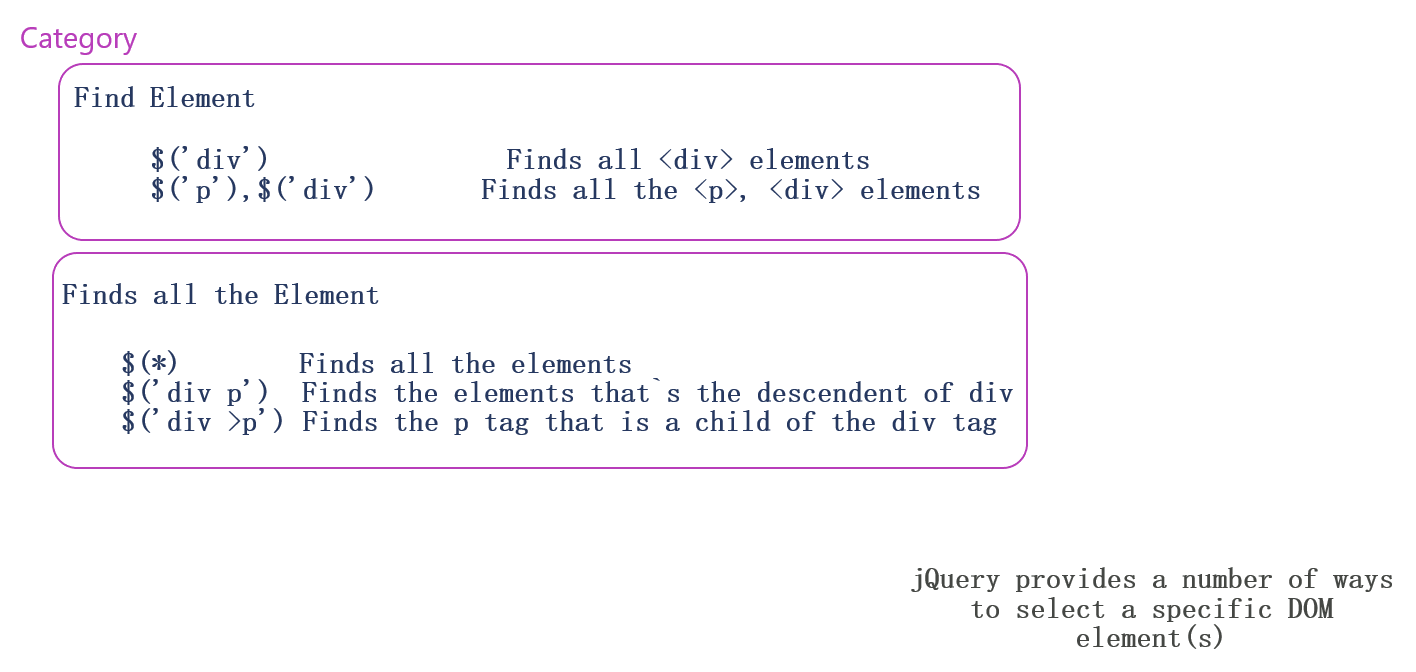 Category
Find Element
$('div') Finds all <div> elements
$('p'),$('div') Finds all the <p>, <div> elements
Finds all the Element
$(*) Finds all the elements
$('div p') Finds the elements that`s the descendent of div
$('div >p') Finds the p tag that is a child of the div tag
jQuery provides a number of ways
to select a specific DOM
element(s)